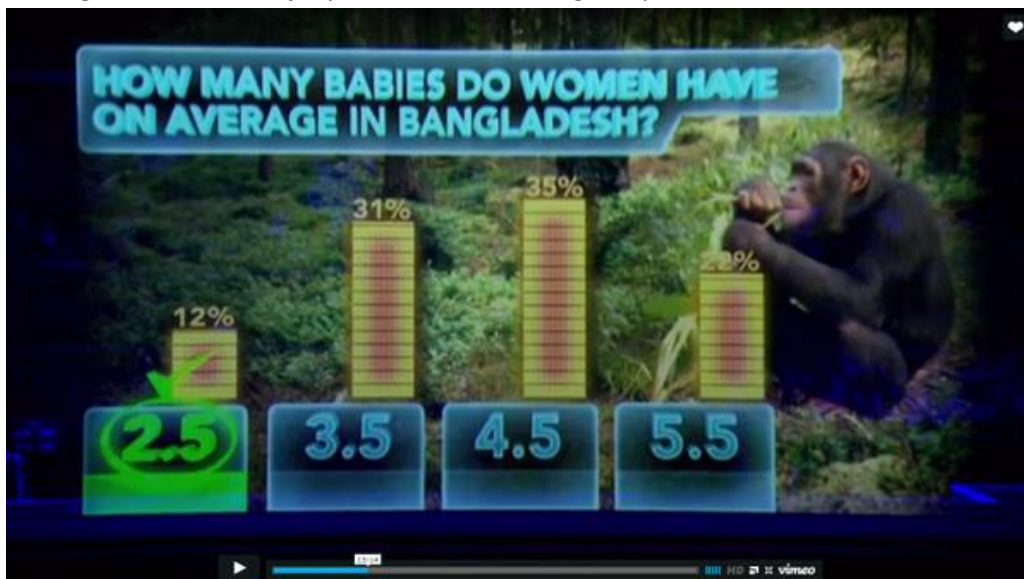 HOW MANY BABIES DO WOMEN HAVE
ON AVERAGE IN BANGLADESH?
12% 31% 35% 22%
2.5 3.5 4.5 5.5
HD vimeo